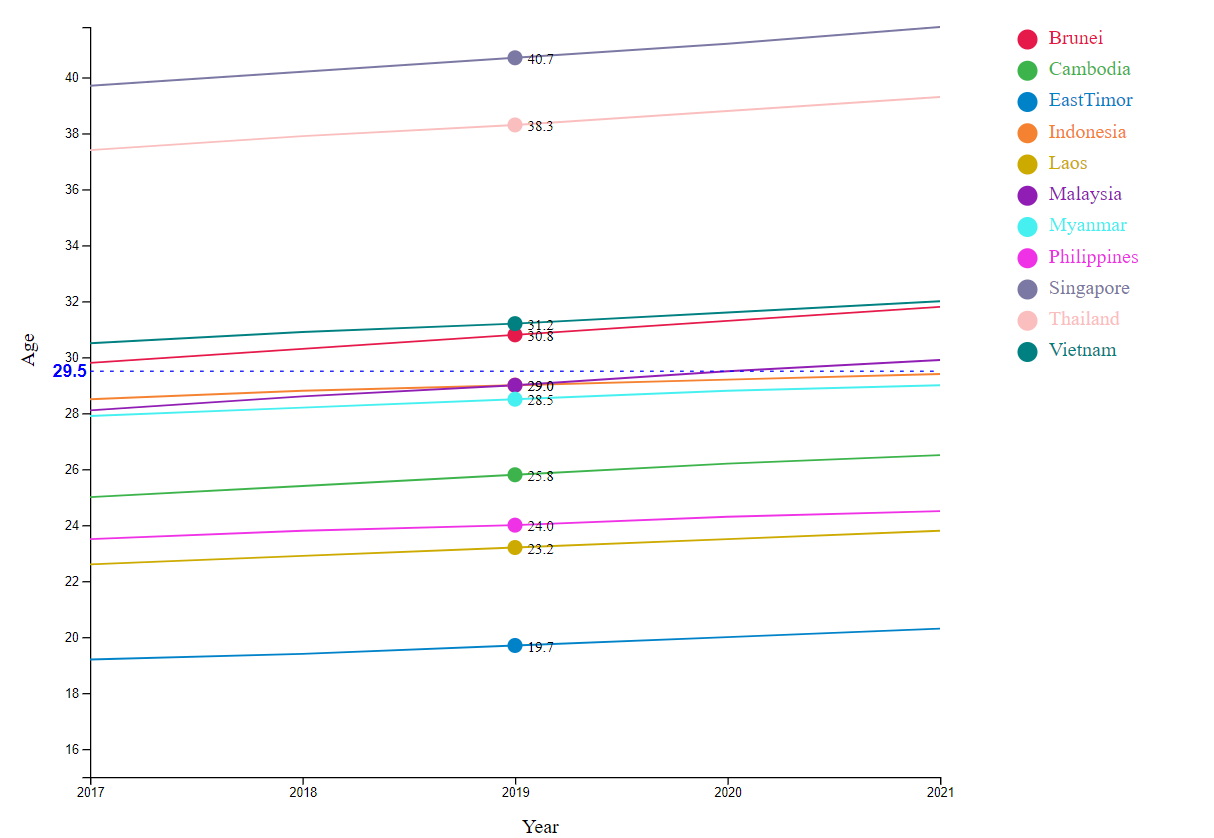 Age
40
38
36
34
32
30
29.5
28
26
24
22
20
18
16
40.7
38.3
31.2
30.8
29.0
28.5
25.8
24.0
23.2
19.7
2017 2018 2019 2020 2021
Year
Brunei
Cambodia
EastTimor
Indonesia
Laos
Malaysia
Myanmar
Philippines
Singapore
Thailand
Vietnam